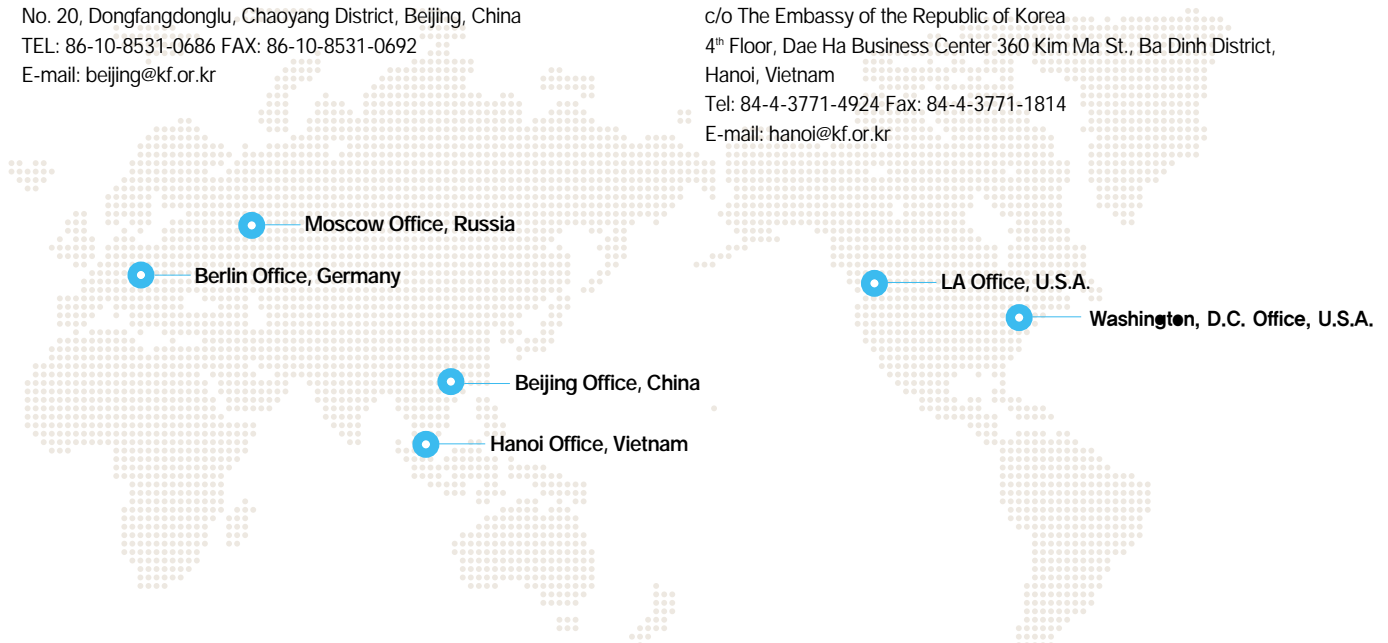 No. 20, Dongfangdonglu, Chaoyang District, Beijing, China
TEL: 86-10-8531-0686 FAX: 86-10-8531-0692
E-mail: beijing@kf.or.kr
c/o The Embassy of the Republic of Korea
4th Floor, Dae Ha Business Center 360 Kim Ma St., Ba Dinh District,
Hanoi, Vietnam
Tel: 84-4-3771-4924 Fax: 84-4-3771-1814
E-mail: hanoi@kf.or.kr
Moscow Office, Russia
Berlin Office, Germany
LA Office, U.S.A.
Washington, D.C. Office, U.S.A.
Beijing Office, China
Hanoi Office, Vietnam